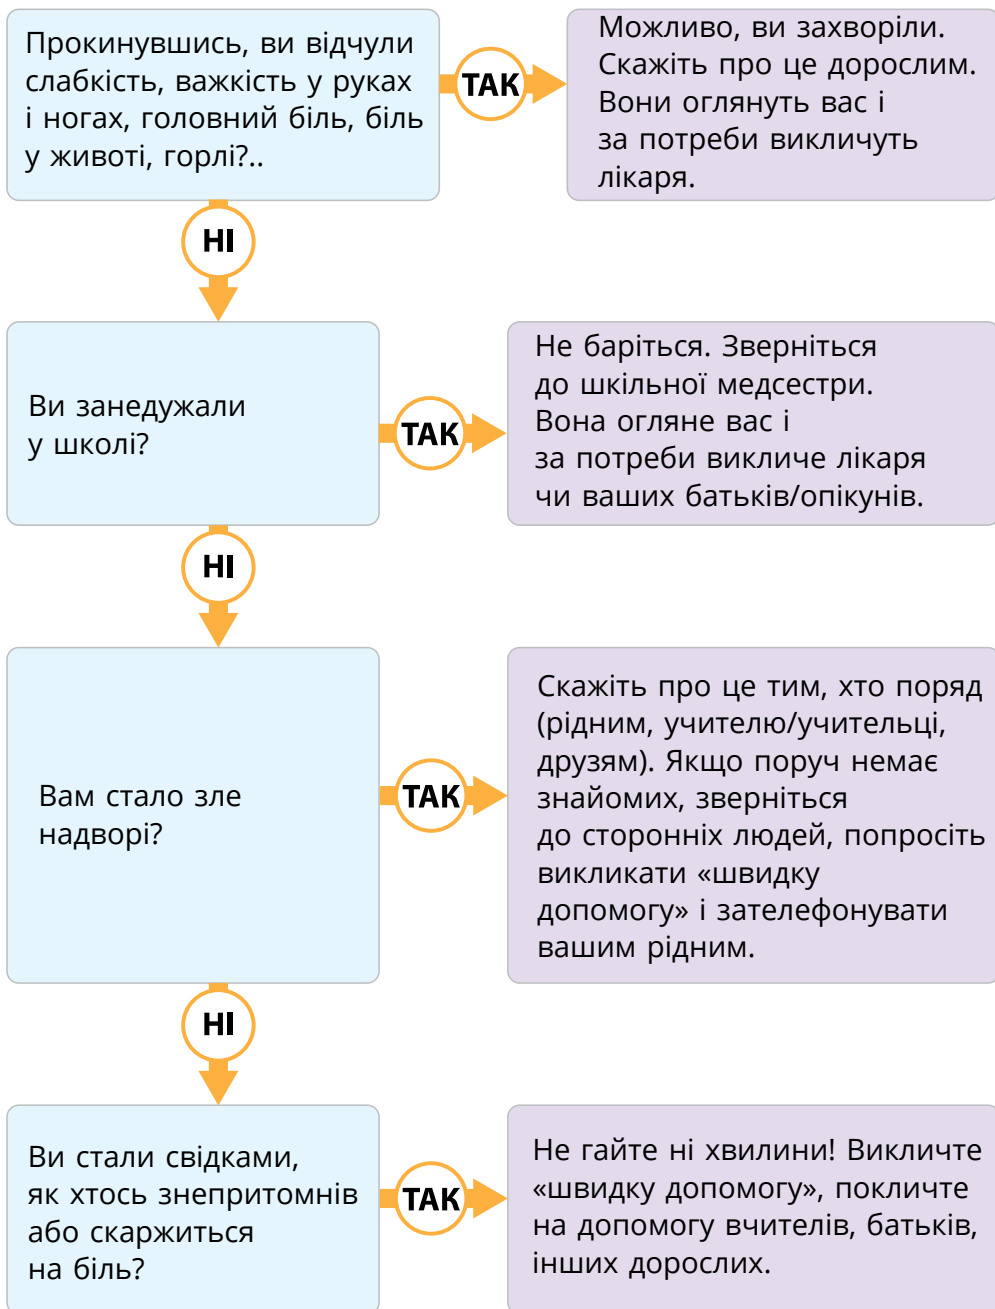 Прокинувшись, ви відчули
слабкість, важкість у руках
і ногах, головний біль, біль
у животі, горлі?..
ТАК
Можливо, ви захворіли.
Скажіть про це дорослим.
Вони оглянуть вас і
за потреби викличуть
лікаря.
НІ
Ви занедужали
у школі?
ТАК
Не баріться. Зверніться
до шкільної медсестри.
Вона огляне вас і
за потреби викличе лікаря
чи ваших батьків/опікунів.
НІ
Вам стало зле
надворі?
ТАК
Скажіть про це тим, хто поряд
(рідним, учителю/учительці,
друзям). Якщо поруч немає
знайомих, зверніться
до сторонніх людей, попросіть
викликати «швидку
допомогу» і зателефонувати
вашим рідним.
НІ
Ви стали свідками,
як хтось знепритомнів
або скаржиться
на біль?
ТАК
Не гайте ні хвилини! Викличте
«швидку допомогу», покличте
на допомогу вчителів, батьків,
інших дорослих.